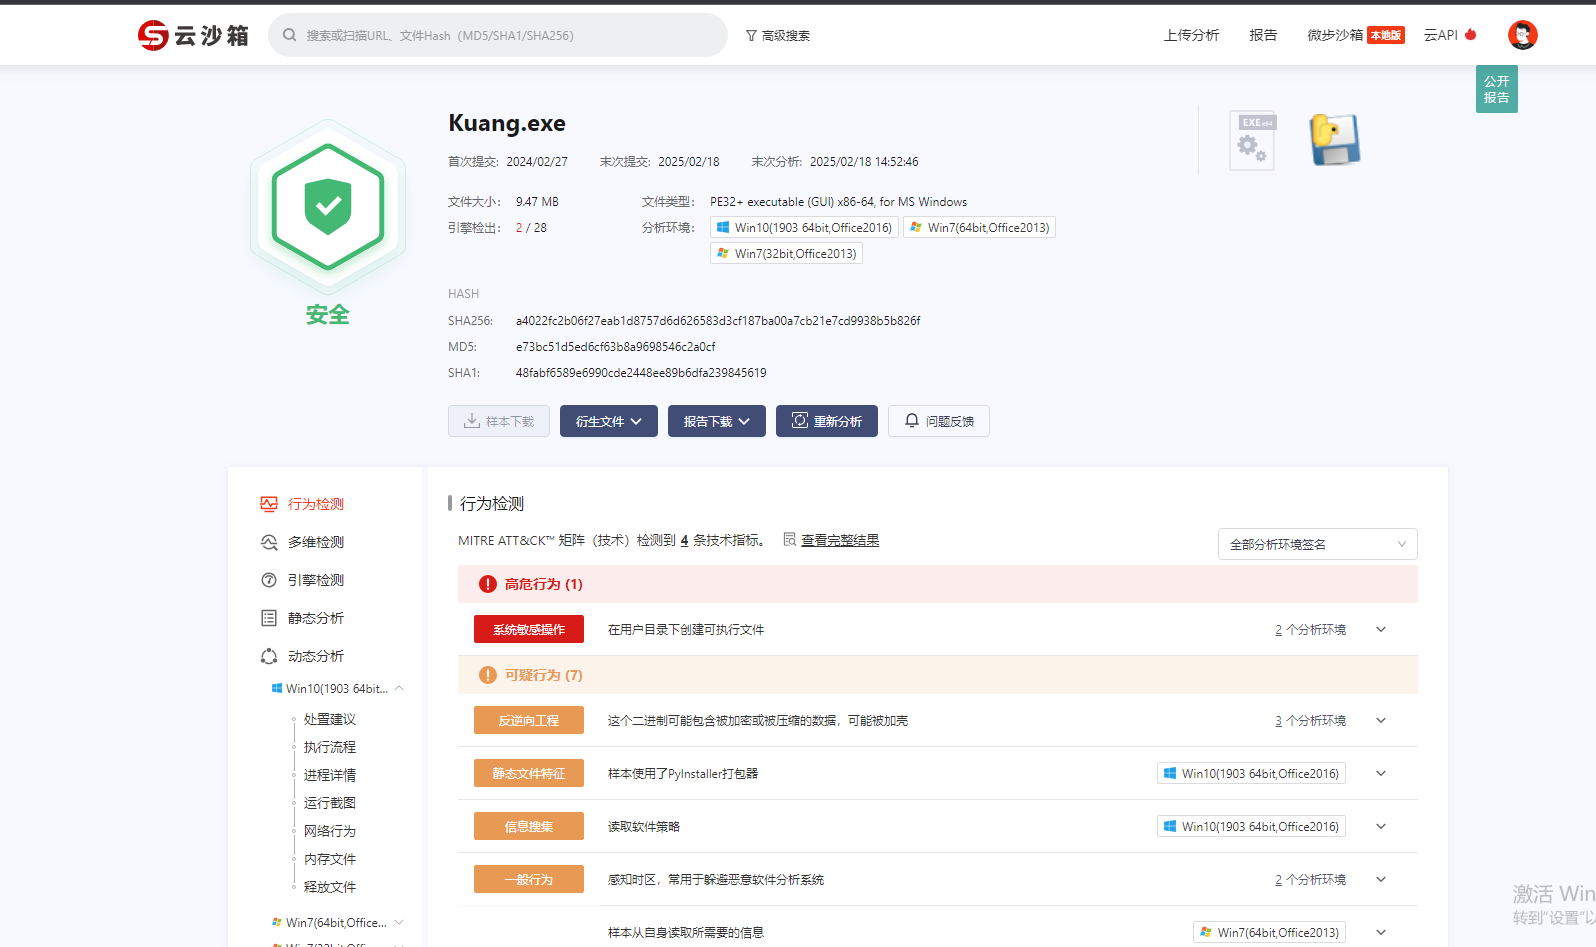 云沙箱
搜索或扫描URL、文件Hash（MD5/SHA1/SHA256）
高级搜索
上传分析
报告
微步沙箱 本地版
云API
公开
报告
安全
Kuang.exe
首次提交: 2024/02/27 末次提交: 2025/02/18 末次分析: 2025/02/18 14:52:46
文件大小: 9.47 MB 文件类型: PE32+ executable (GUI) x86-64, for MS Windows
引擎检出: 2 / 28 分析环境: Win10(1903 64bit,Office2016) Win7(64bit,Office2013)
Win7(32bit,Office2013)
EXE x64
HASH
SHA256: a4022fc2b06f27eab1d8757d6d626583d3cf187ba00a7cb21e7cd9938b5b826f
MD5: e73bc51d5ed6cf63b8a9698546c2a0cf
SHA1: 48fabf6589e6990cde2448ee89b6dfa239845619
样本下载 衍生文件 报告下载 重新分析 问题反馈
行为检测
多维检测
引擎检测
静态分析
动态分析
Win10(1903 64bit...
处置建议
执行流程
进程详情
运行截图
网络行为
内存文件
释放文件
Win7(64bit,Office...
行为检测
MITRE ATT&CK™ 矩阵（技术）检测到 4 条技术指标。 查看完整结果
全部分析环境签名
高危行为 (1)
系统敏感操作 在用户目录下创建可执行文件 2 个分析环境
可疑行为 (7)
反逆向工程 这个二进制可能包含被加密或被压缩的数据，可能被加壳 3 个分析环境
静态文件特征 样本使用了PyInstaller打包器 Win10(1903 64bit,Office2016)
信息搜集 读取软件策略 Win10(1903 64bit,Office2016)
一般行为 感知时区，常用于躲避恶意软件分析系统 2 个分析环境
样本从自身读取所需要的信息 Win7(64bit,Office2013)
激活 Win
转到"设置"以